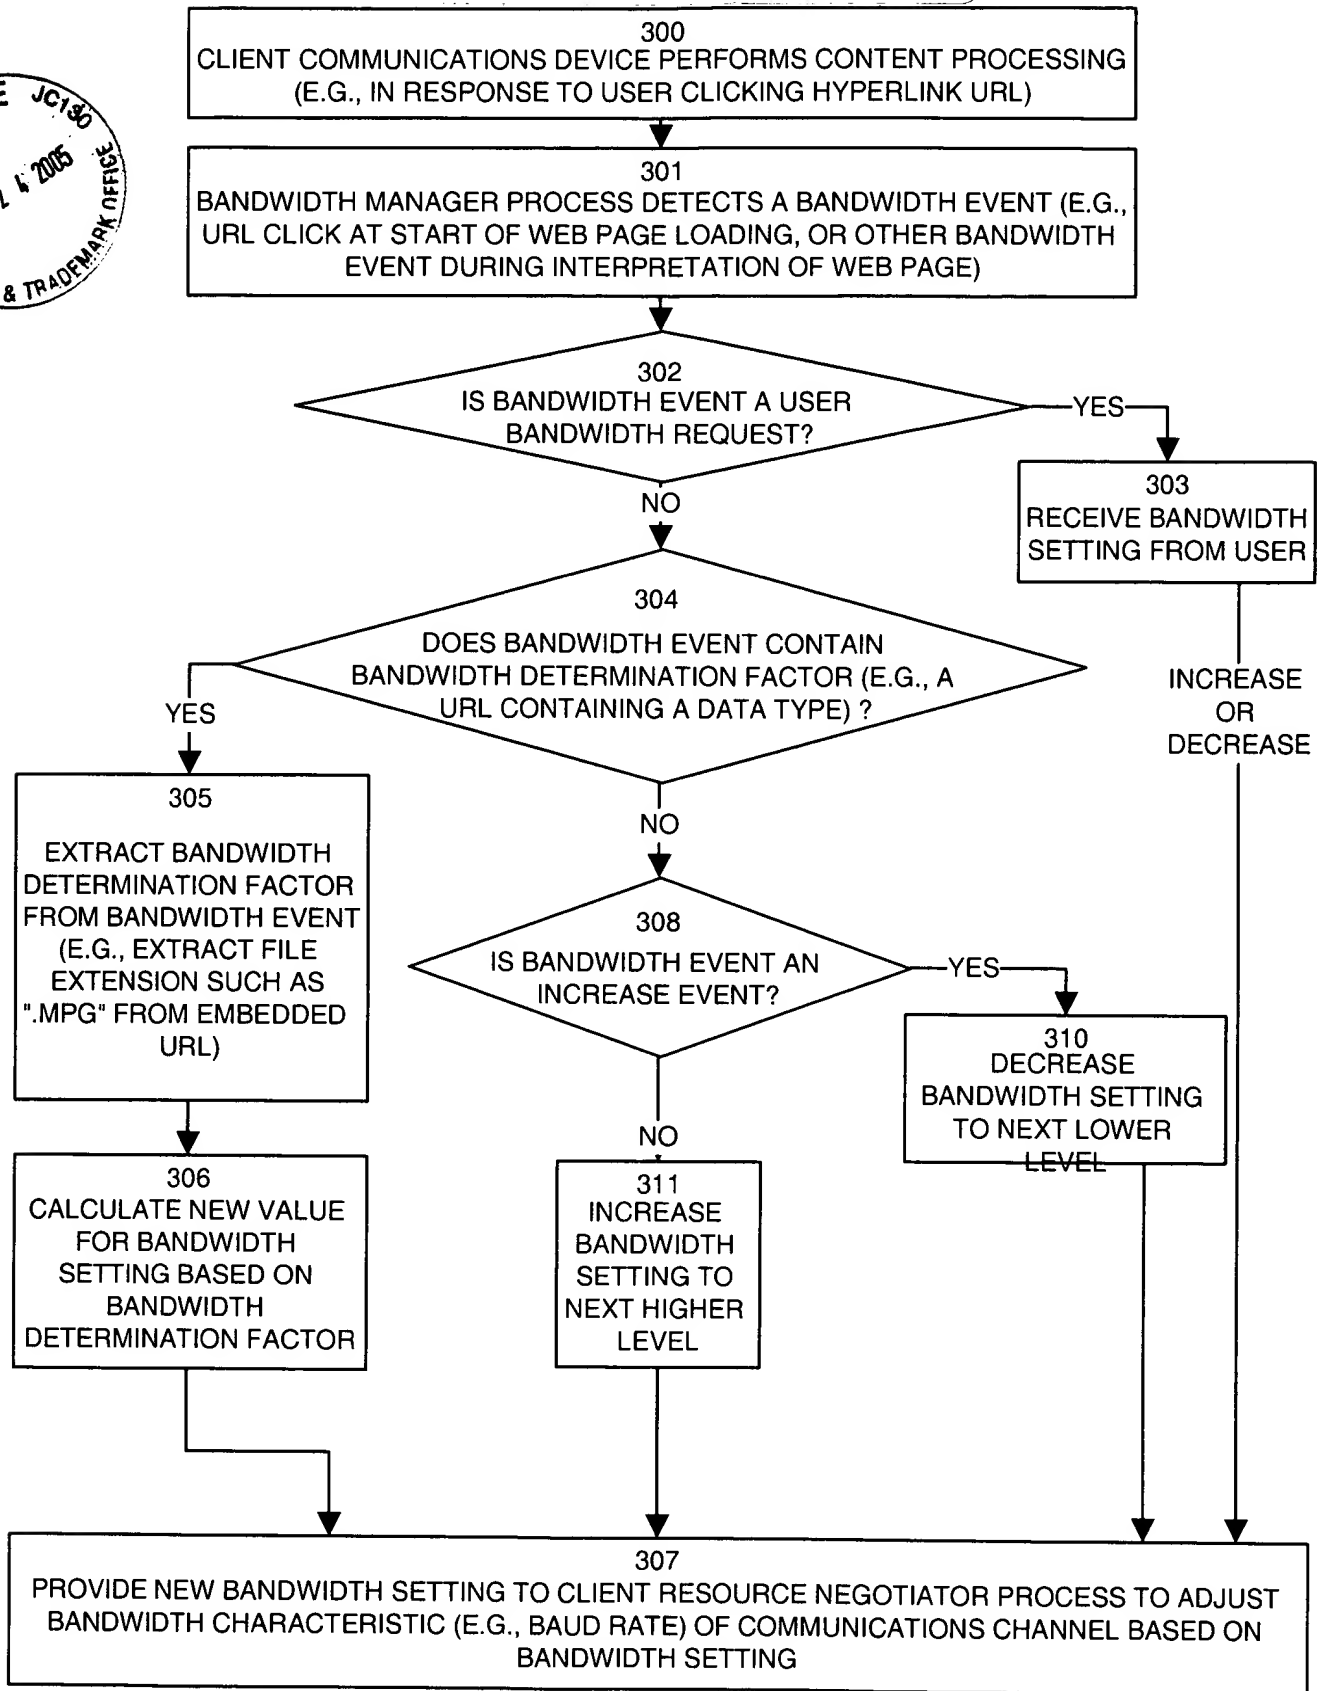 300
CLIENT COMMUNICATIONS DEVICE PERFORMS CONTENT PROCESSING
(E.G., IN RESPONSE TO USER CLICKING HYPERLINK URL)
JC130
4 2005
& TRADEMARK OFFICE
301
BANDWIDTH MANAGER PROCESS DETECTS A BANDWIDTH EVENT (E.G.,
URL CLICK AT START OF WEB PAGE LOADING, OR OTHER BANDWIDTH
EVENT DURING INTERPRETATION OF WEB PAGE)
302
IS BANDWIDTH EVENT A USER
BANDWIDTH REQUEST?
YES
NO
303
RECEIVE BANDWIDTH
SETTING FROM USER
304
DOES BANDWIDTH EVENT CONTAIN
BANDWIDTH DETERMINATION FACTOR (E.G., A
URL CONTAINING A DATA TYPE) ?
INCREASE
OR
DECREASE
YES
NO
305
EXTRACT BANDWIDTH
DETERMINATION FACTOR
FROM BANDWIDTH EVENT
(E.G., EXTRACT FILE
EXTENSION SUCH AS
".MPG" FROM EMBEDDED
URL)
308
IS BANDWIDTH EVENT AN
INCREASE EVENT?
YES
NO
310
DECREASE
BANDWIDTH SETTING
TO NEXT LOWER
LEVEL
306
CALCULATE NEW VALUE
FOR BANDWIDTH
SETTING BASED ON
BANDWIDTH
DETERMINATION FACTOR
311
INCREASE
BANDWIDTH
SETTING TO
NEXT HIGHER
LEVEL
307
PROVIDE NEW BANDWIDTH SETTING TO CLIENT RESOURCE NEGOTIATOR PROCESS TO ADJUST
BANDWIDTH CHARACTERISTIC (E.G., BAUD RATE) OF COMMUNICATIONS CHANNEL BASED ON
BANDWIDTH SETTING